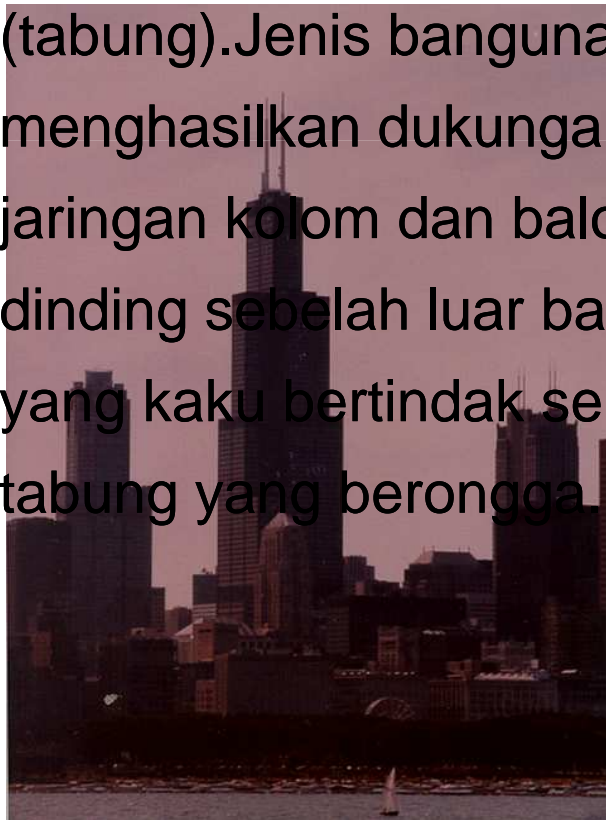 (tabung).Jenis banguna
menghasilkan dukunga
jaringan kolom dan balo
dinding sebelah luar ba
yang kaku bertindak se
tabung yang berongga.